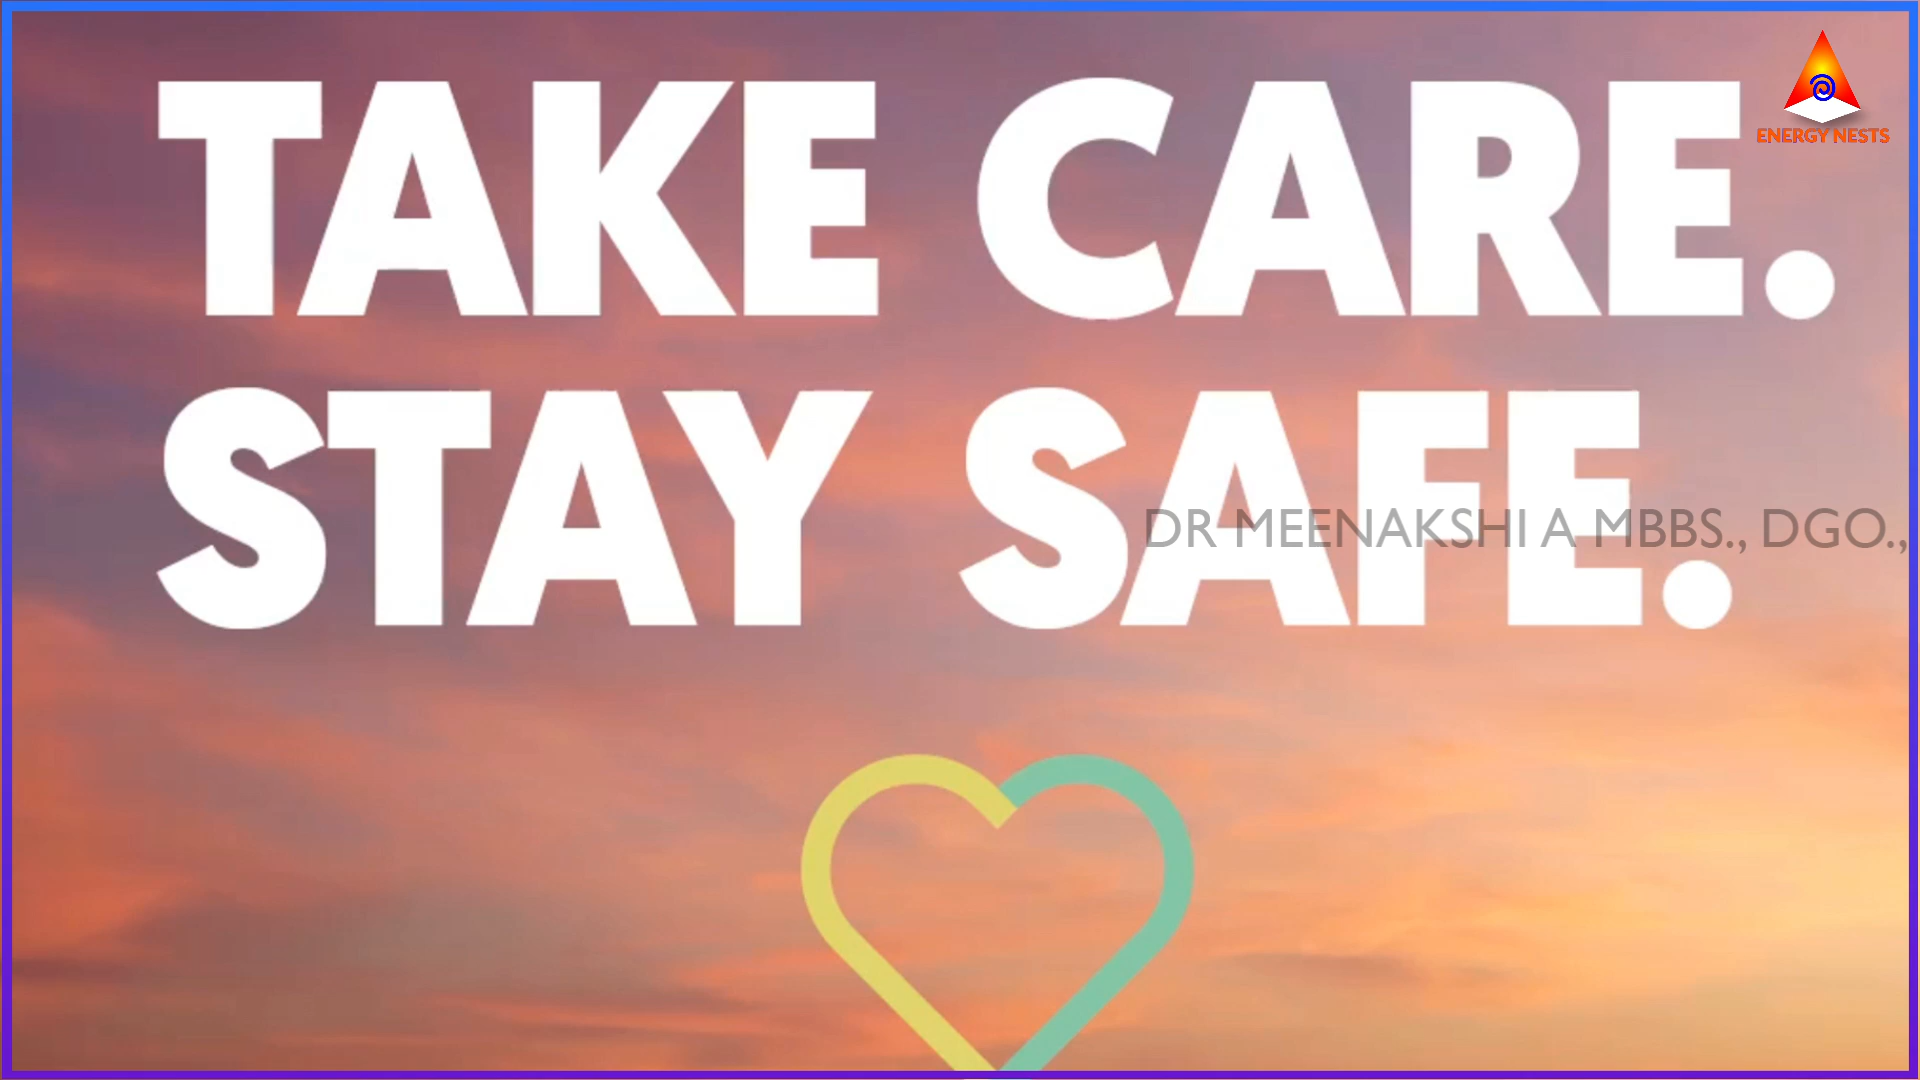 ENERGY NESTS
TAKE CARE.
STAY SAFE.
DR MEENAKSHI A MBBS., DGO.,